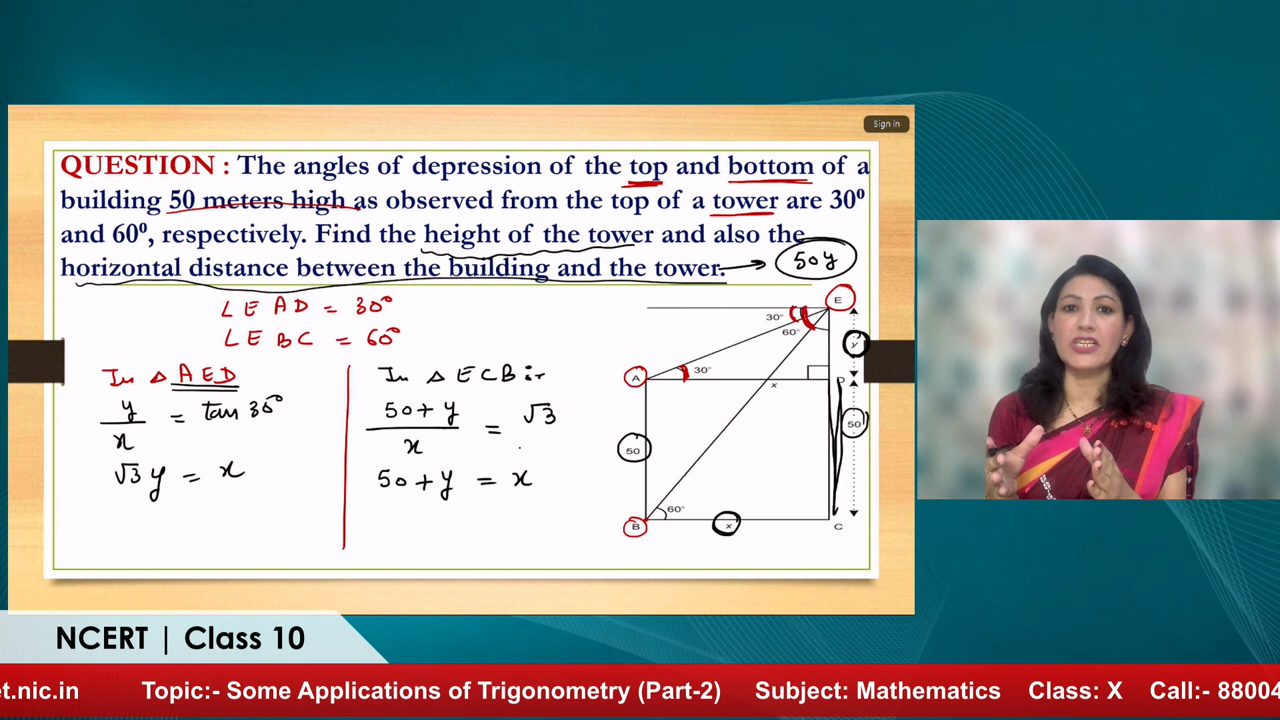 Sign in
QUESTION : The angles of depression of the top and bottom of a
building 50 meters high as observed from the top of a tower are 30⁰
and 60⁰, respectively. Find the height of the tower and also the
horizontal distance between the building and the tower. → 50y
∠EAD = 30°
∠EBC = 60°
In △ AED
y/x = tan 30°
√3y = x
In △ ECB
50+y/x = √3
50+y = x
E
30°
60°
y
A
30°
D
x
50
50
60°
B
x
C
NCERT | Class 10
et.nic.in Topic:- Some Applications of Trigonometry (Part-2) Subject: Mathematics Class: X Call:- 88004